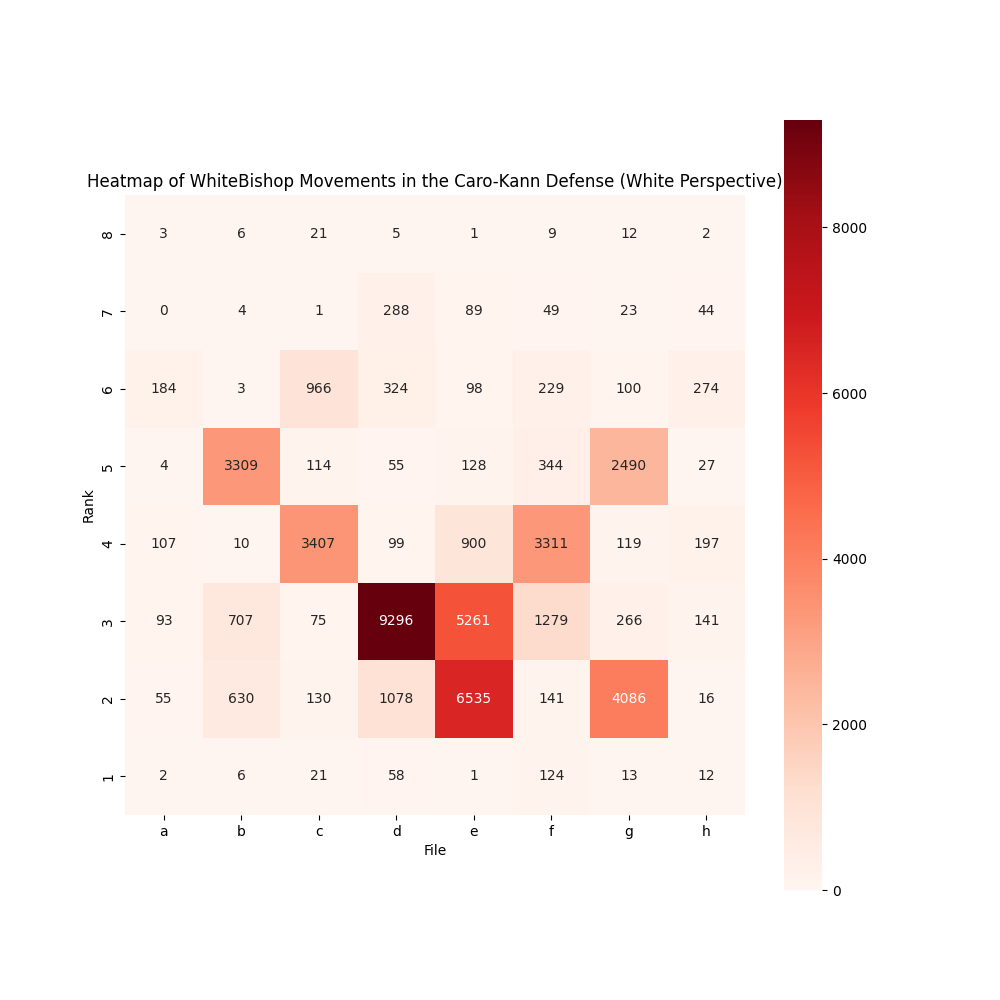 Heatmap of WhiteBishop Movements in the Caro-Kann Defense (White Perspective)
8 3 6 21 5 1 9 12 2
7 0 4 1 288 89 49 23 44
6 184 3 966 324 98 229 100 274
5 4 3309 114 55 128 344 2490 27
4 107 10 3407 99 900 3311 119 197
3 93 707 75 9296 5261 1279 266 141
2 55 630 130 1078 6535 141 4086 16
1 2 6 21 58 1 124 13 12
a b c d e f g h
File
Rank
8000
6000
4000
2000
0